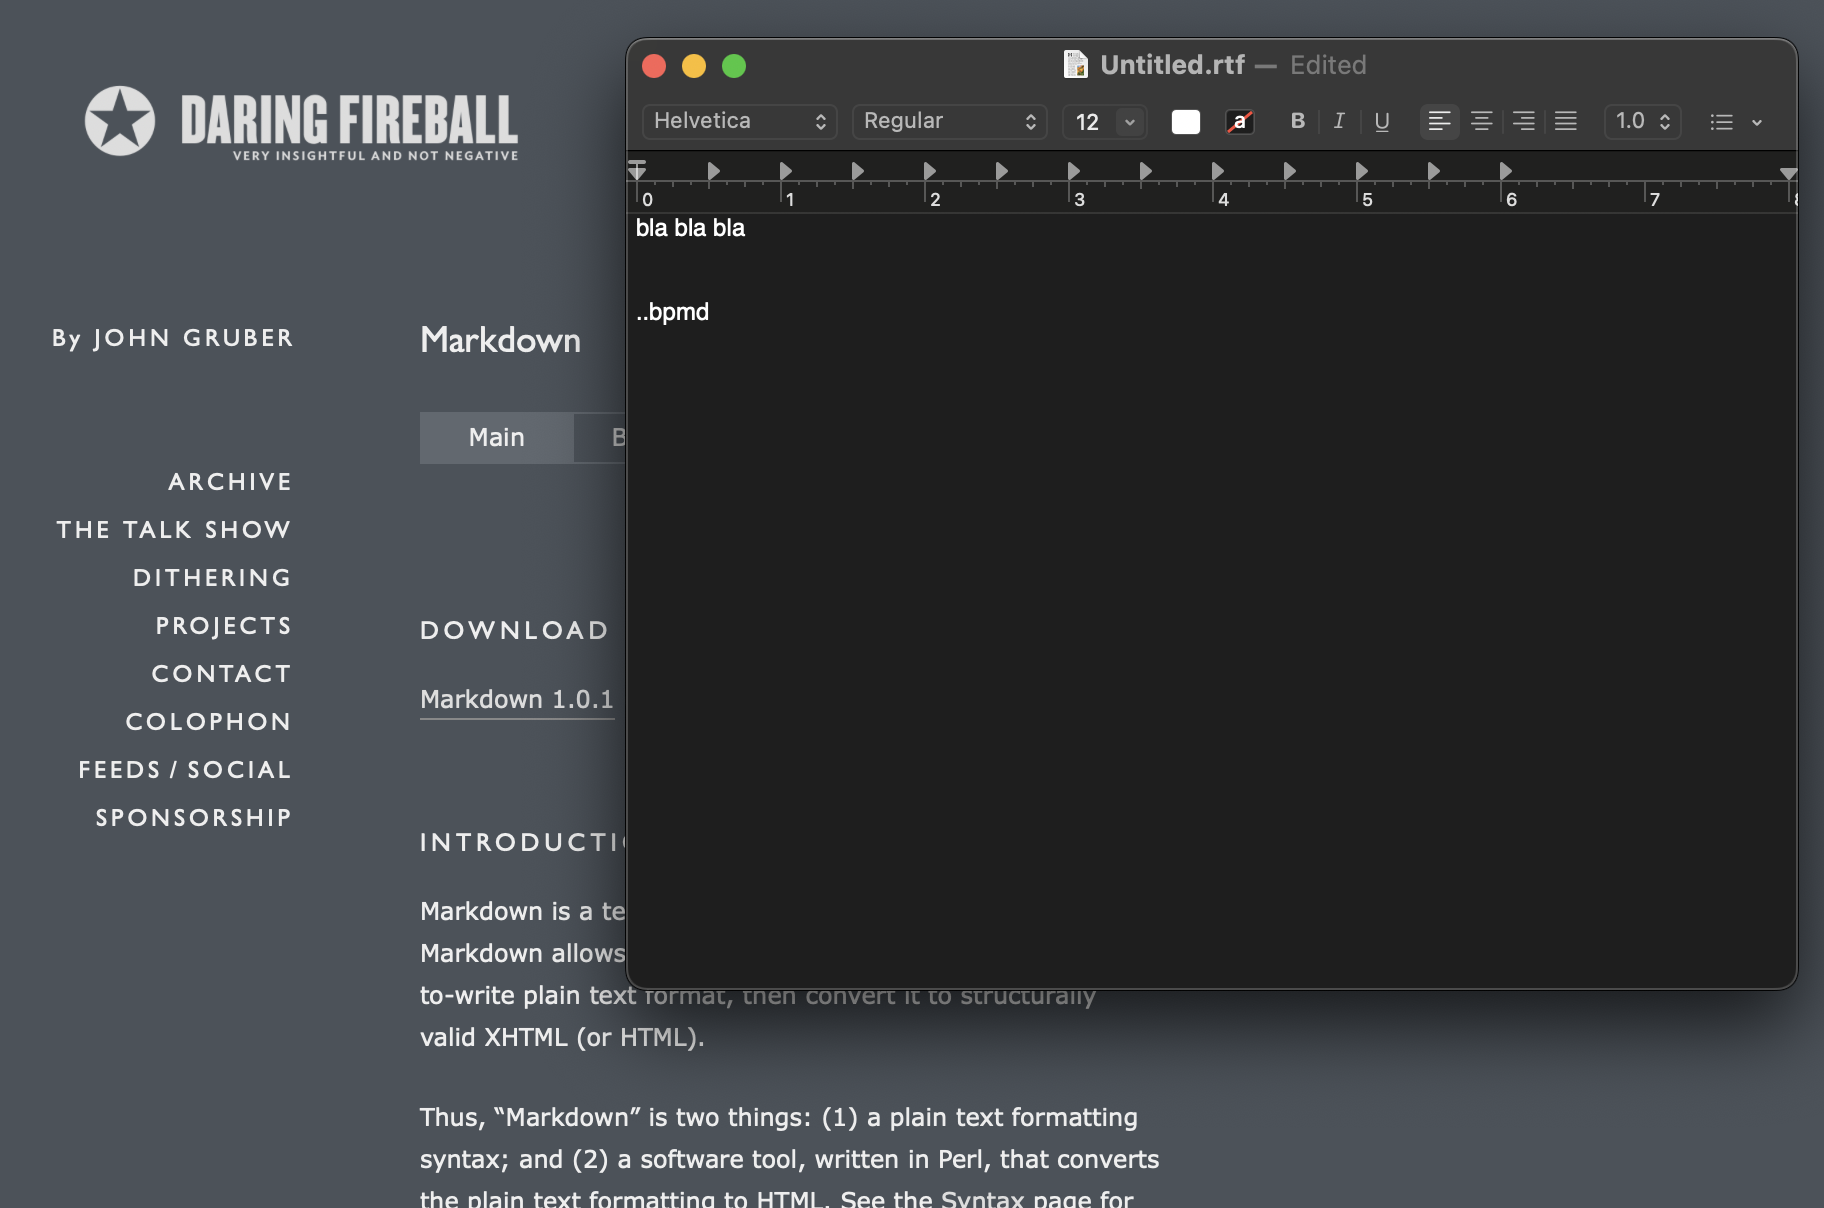 DARING FIREBALL
VERY INSIGHTFUL AND NOT NEGATIVE
By JOHN GRUBER
ARCHIVE
THE TALK SHOW
DITHERING
PROJECTS
CONTACT
COLOPHON
FEEDS / SOCIAL
SPONSORSHIP
Markdown
Main
DOWNLOAD
Markdown 1.0.1
Markdown is a
Markdown allows
to-write plain text format, then convert it to structurally
valid XHTML (or HTML).
Thus, “Markdown” is two things: (1) a plain text formatting
syntax; and (2) a software tool, written in Perl, that converts
the plain text formatting to HTML. See the Syntax page for
Untitled.rtf — Edited
Helvetica Regular 12 a B I U 1.0
0 1 2 3 4 5 6 7
bla bla bla
..bpmd